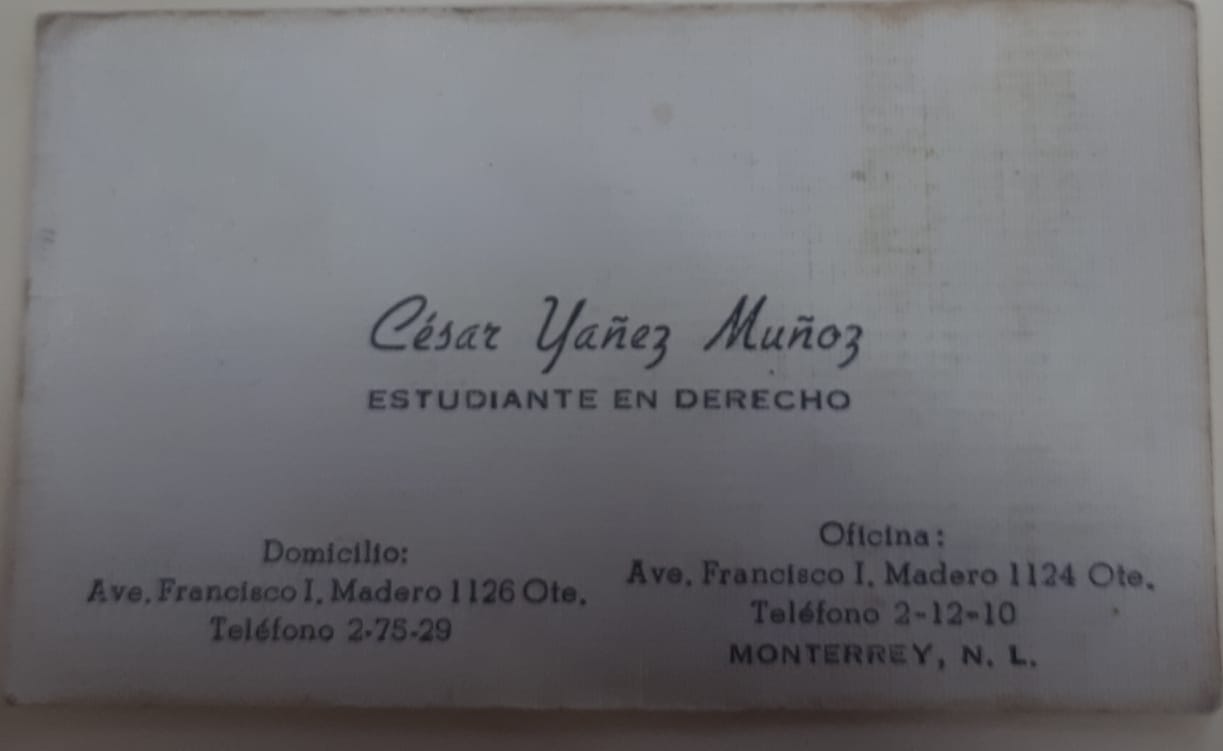 César Yañez Muñoz
ESTUDIANTE EN DERECHO
Domicilio:
Ave. Francisco I. Madero 1126 Ote.
Teléfono 2-75-29
Oficina:
Ave. Francisco I. Madero 1124 Ote.
Teléfono 2-12-10
MONTERREY, N. L.